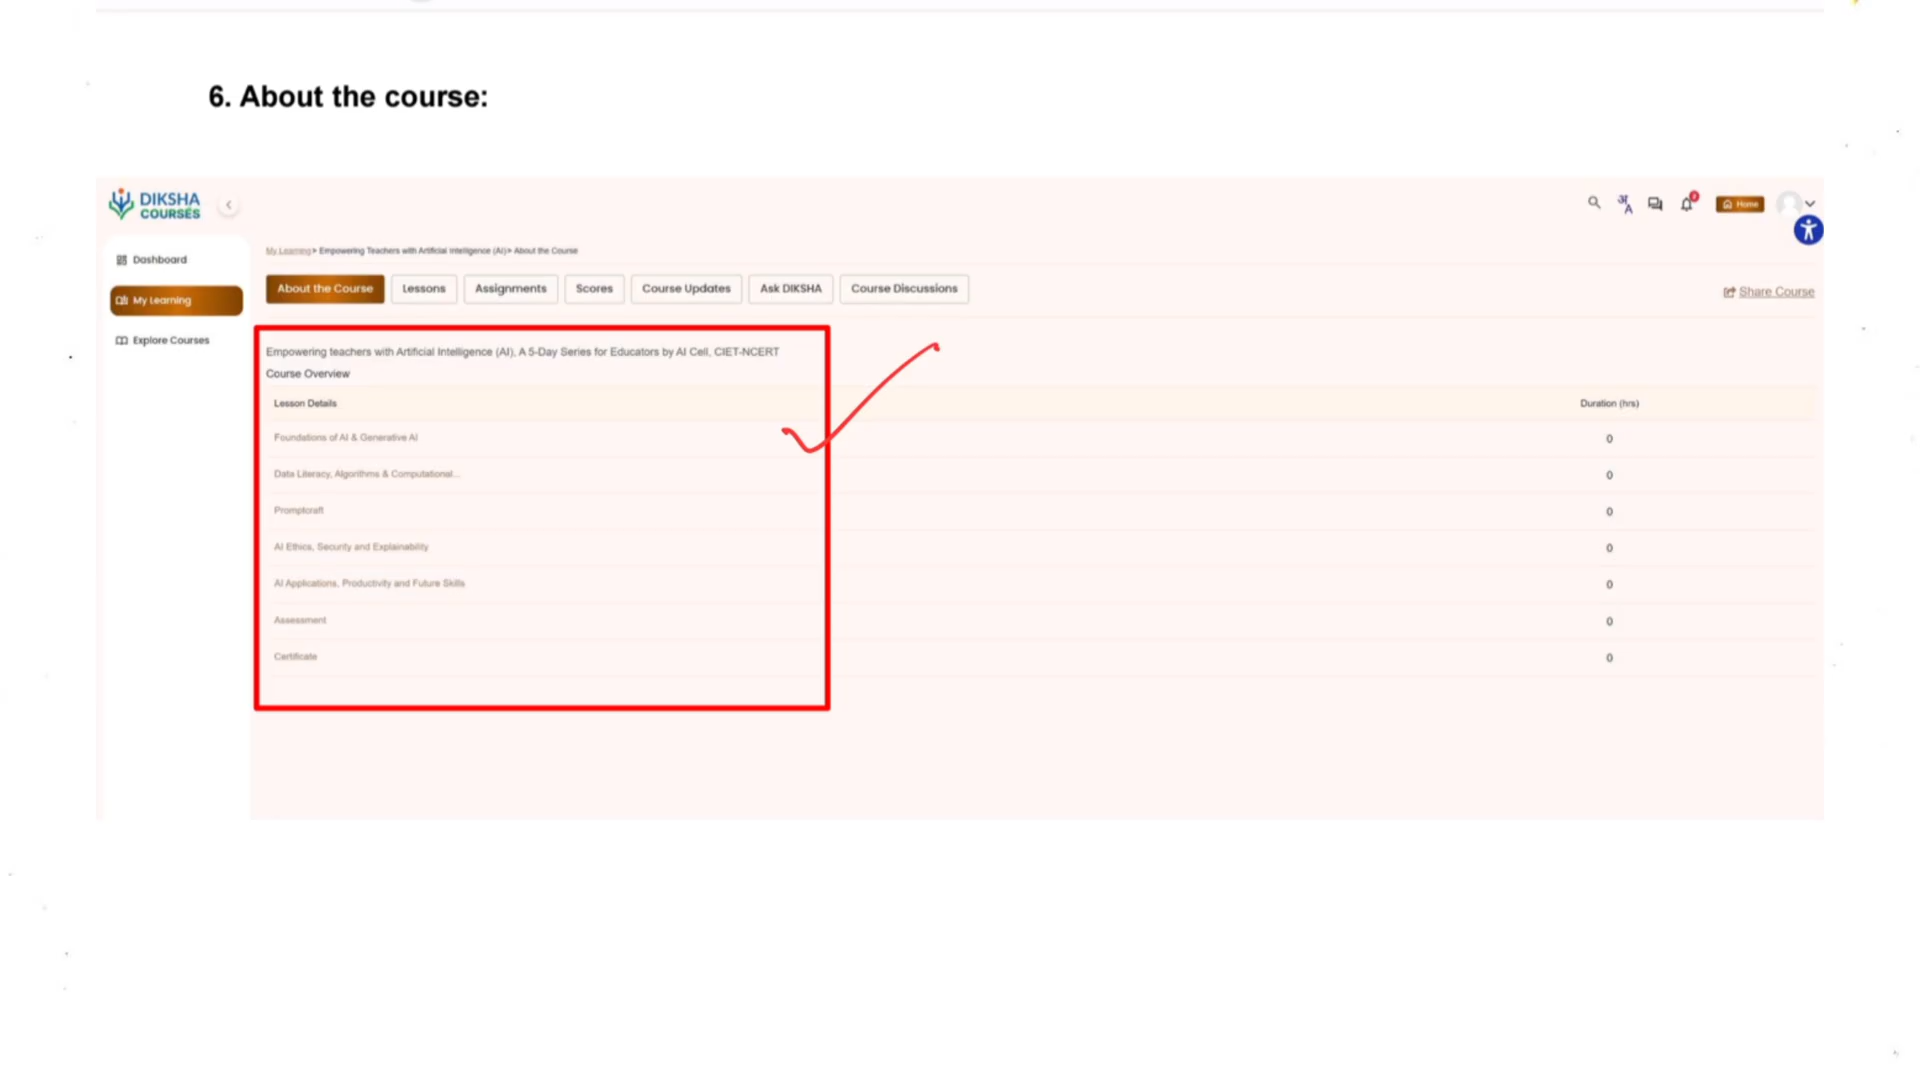 6. About the course:
DIKSHA
COURSES
अ
A
Home
Dashboard
My Learning
Explore Courses
My Learning> Empowering Teachers with Artificial Intelligence (AI)> About the Course
About the Course
Lessons
Assignments
Scores
Course Updates
Ask DIKSHA
Course Discussions
Share Course
Empowering teachers with Artificial Intelligence (AI), A 5-Day Series for Educators by AI Cell, CIET-NCERT
Course Overview
Lesson Details Duration (hrs)
Foundations of AI & Generative AI 0
Data Literacy, Algorithms & Computational... 0
Promptcraft 0
AI Ethics, Security and Explainability 0
AI Applications, Productivity and Future Skills 0
Assessment 0
Certificate 0